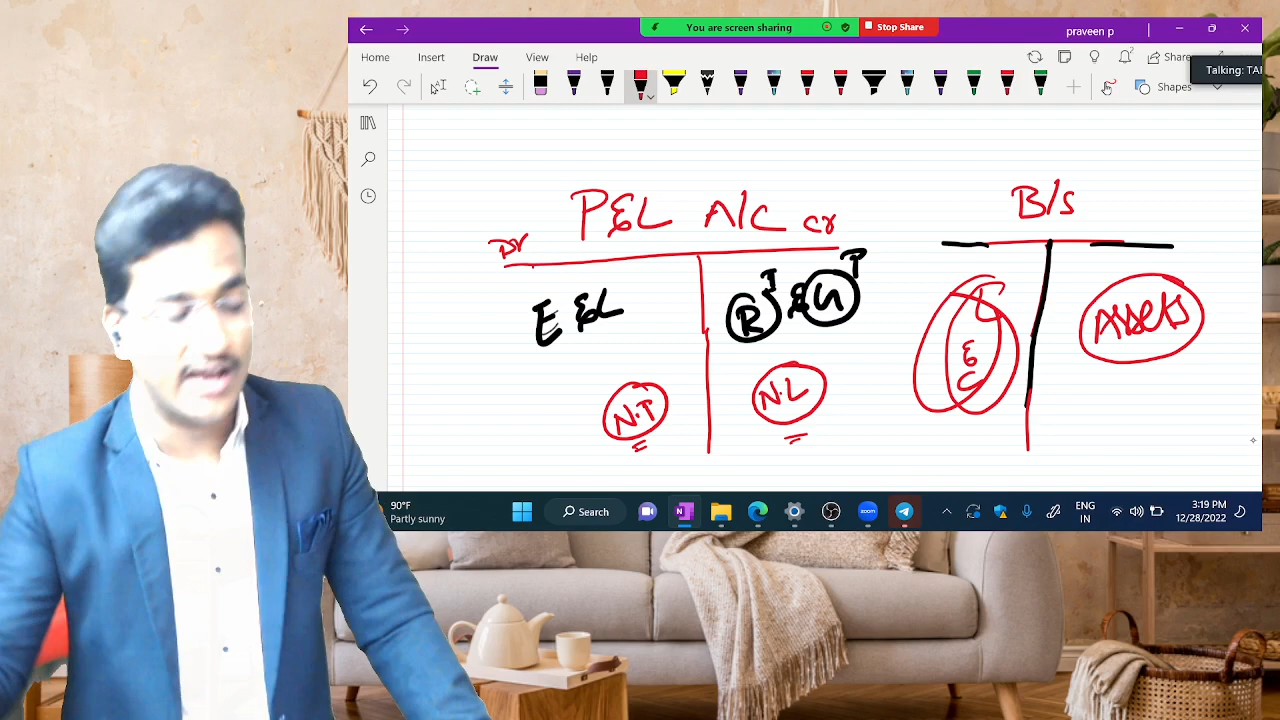 You are screen sharing
Stop Share
praveen p
Home Insert Draw View Help
Share
Talking: TAI
Shapes
P&L A/C
Dr
Cr
B/S
E &L
R & G
L
&
C
Assets
N.P
N.L
90°F
Partly sunny
Search
ENG
IN
3:19 PM
12/28/2022